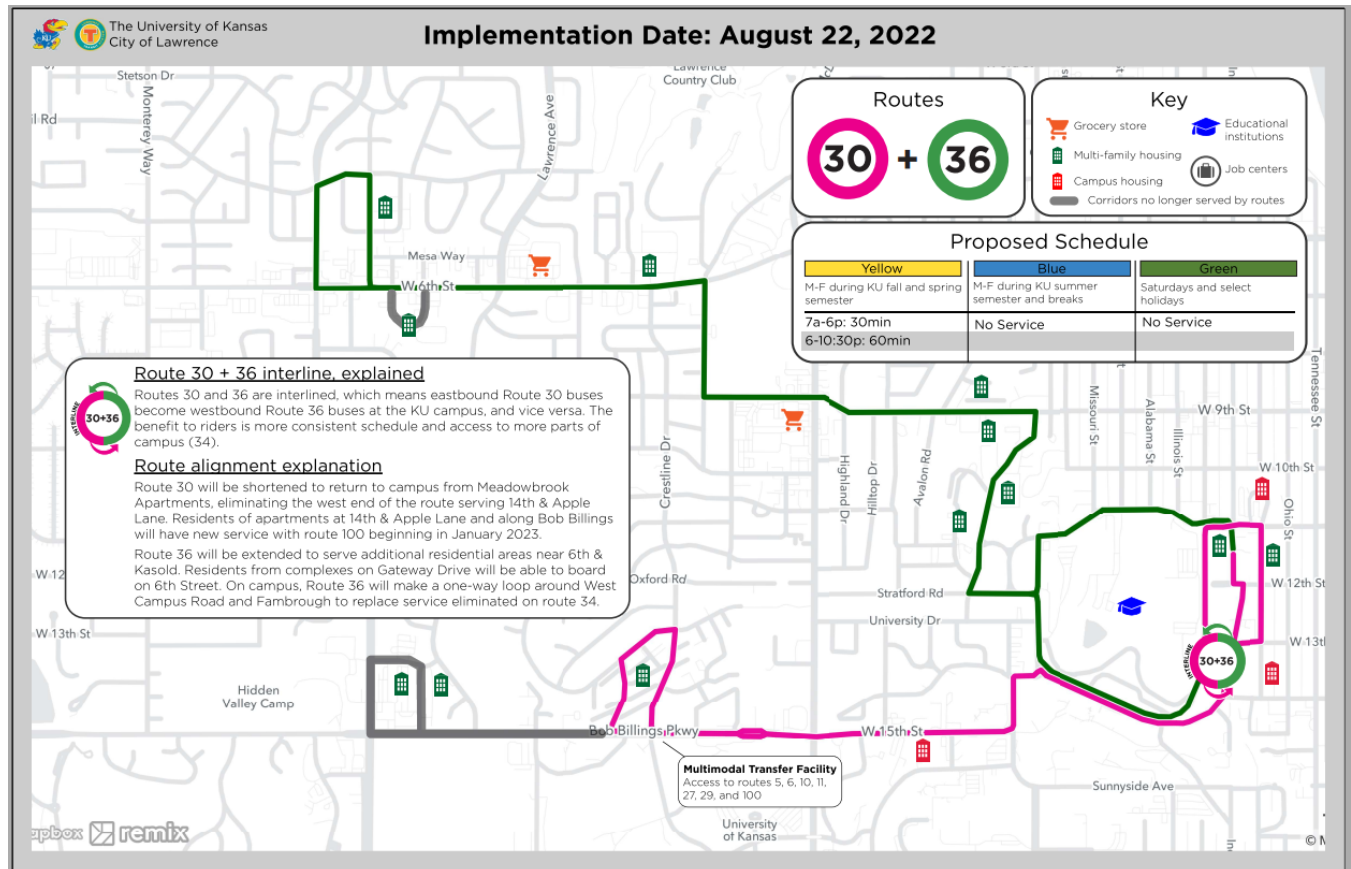 The University of Kansas
City of Lawrence
Implementation Date: August 22, 2022
Stetson Dr
Monterey Way
Rd
Lawrence Ave
Lawrence
Country Club
Routes
30 + 36
Key
Grocery store
Educational
institutions
Multi-family housing
Job centers
Campus housing
Corridors no longer served by routes
Proposed Schedule
Yellow
Blue
Green
M-F during KU fall and spring
semester
M-F during KU summer
semester and breaks
Saturdays and select
holidays
7a-6p: 30min
No Service
No Service
6-10:30p: 60min
Mesa Way
W 6th St
INTERLINE
30+36
Route 30 + 36 interline, explained
Routes 30 and 36 are interlined, which means eastbound Route 30 buses
become westbound Route 36 buses at the KU campus, and vice versa. The
benefit to riders is more consistent schedule and access to more parts of
campus (34).
Route alignment explanation
Route 30 will be shortened to return to campus from Meadowbrook
Apartments, eliminating the west end of the route serving 14th & Apple
Lane. Residents of apartments at 14th & Apple Lane and along Bob Billings
will have new service with route 100 beginning in January 2023.
Route 36 will be extended to serve additional residential areas near 6th &
Kasold. Residents from complexes on Gateway Drive will be able to board
on 6th Street. On campus, Route 36 will make a one-way loop around West
Campus Road and Fambrough to replace service eliminated on route 34.
Crestline Dr
Highland Dr
Hilltop Dr
Avalon Rd
Missouri St
Alabama St
Illinois St
Tennessee St
Ohio St
W 9th St
W 10th St
W 12
W 12th St
Oxford Rd
Stratford Rd
University Dr
W 13th St
W 13th
INTERLINE
30+36
Hidden
Valley Camp
Bob Billings Pkwy
W 15th St
Multimodal Transfer Facility
Access to routes 5, 6, 10, 11,
27, 29, and 100
Sunnyside Ave
University
of Kansas
apbox remix
©